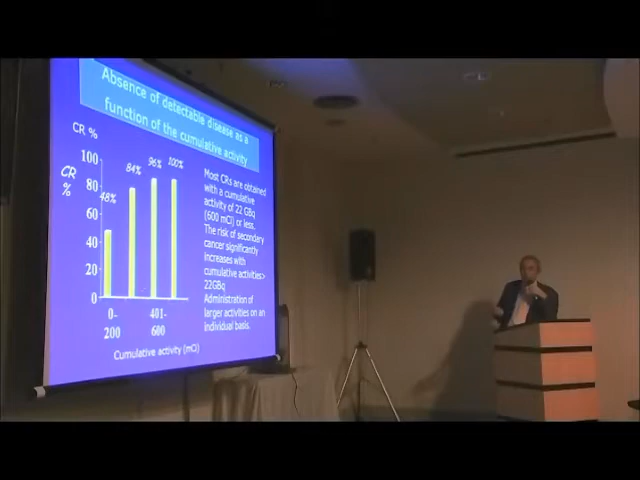 Absence of detectable disease as a
function of the cumulative activity
CR %
CR
%
100
80
60
40
20
0
48%
84%
96%
100%
0-
200
401-
600
Cumulative activity (mCi)
Most CRs are obtained
with a cumulative
activity of 22 GBq
(600 mCi) or less.
The risk of secondary
cancer significantly
increases with
cumulative activities>
22GBq
Administration of
larger activities on an
individual basis.